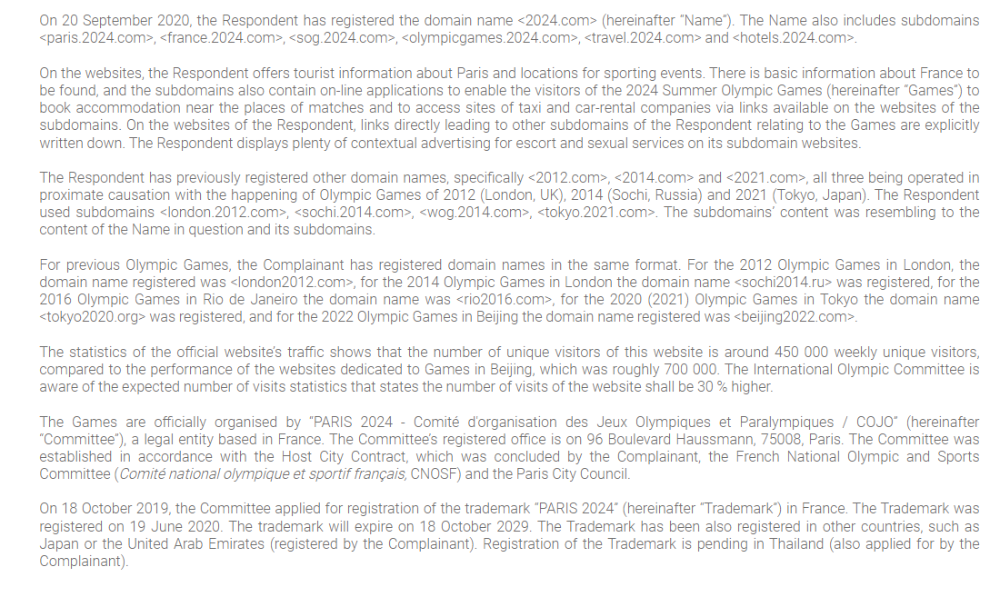 On 20 September 2020, the Respondent has registered the domain name <2024.com> (hereinafter “Name”). The Name also includes subdomains
<paris.2024.com>, <france.2024.com>, <sog.2024.com>, <olympicgames.2024.com>, <travel.2024.com> and <hotels.2024.com>.
On the websites, the Respondent offers tourist information about Paris and locations for sporting events. There is basic information about France to
be found, and the subdomains also contain on-line applications to enable the visitors of the 2024 Summer Olympic Games (hereinafter “Games”) to
book accommodation near the places of matches and to access sites of taxi and car-rental companies via links available on the websites of the
subdomains. On the websites of the Respondent, links directly leading to other subdomains of the Respondent relating to the Games are explicitly
written down. The Respondent displays plenty of contextual advertising for escort and sexual services on its subdomain websites.
The Respondent has previously registered other domain names, specifically <2012.com>, <2014.com> and <2021.com>, all three being operated in
proximate causation with the happening of Olympic Games of 2012 (London, UK), 2014 (Sochi, Russia) and 2021 (Tokyo, Japan). The Respondent
used subdomains <london.2012.com>, <sochi.2014.com>, <wog.2014.com>, <tokyo.2021.com>. The subdomains’ content was resembling to the
content of the Name in question and its subdomains.
For previous Olympic Games, the Complainant has registered domain names in the same format. For the 2012 Olympic Games in London, the
domain name registered was <london2012.com>, for the 2014 Olympic Games in London the domain name <sochi2014.ru> was registered, for the
2016 Olympic Games in Rio de Janeiro the domain name was <rio2016.com>, for the 2020 (2021) Olympic Games in Tokyo the domain name
<tokyo2020.org> was registered, and for the 2022 Olympic Games in Beijing the domain name registered was <beijing2022.com>.
The statistics of the official website’s traffic shows that the number of unique visitors of this website is around 450 000 weekly unique visitors,
compared to the performance of the websites dedicated to Games in Beijing, which was roughly 700 000. The International Olympic Committee is
aware of the expected number of visits statistics that states the number of visits of the website shall be 30 % higher.
The Games are officially organised by “PARIS 2024 - Comité d'organisation des Jeux Olympiques et Paralympiques / COJO” (hereinafter
“Committee”), a legal entity based in France. The Committee’s registered office is on 96 Boulevard Haussmann, 75008, Paris. The Committee was
established in accordance with the Host City Contract, which was concluded by the Complainant, the French National Olympic and Sports
Committee (Comité national olympique et sportif français, CNOSF) and the Paris City Council.
On 18 October 2019, the Committee applied for registration of the trademark “PARIS 2024” (hereinafter “Trademark”) in France. The Trademark was
registered on 19 June 2020. The trademark will expire on 18 October 2029. The Trademark has been also registered in other countries, such as
Japan or the United Arab Emirates (registered by the Complainant). Registration of the Trademark is pending in Thailand (also applied for by the
Complainant).